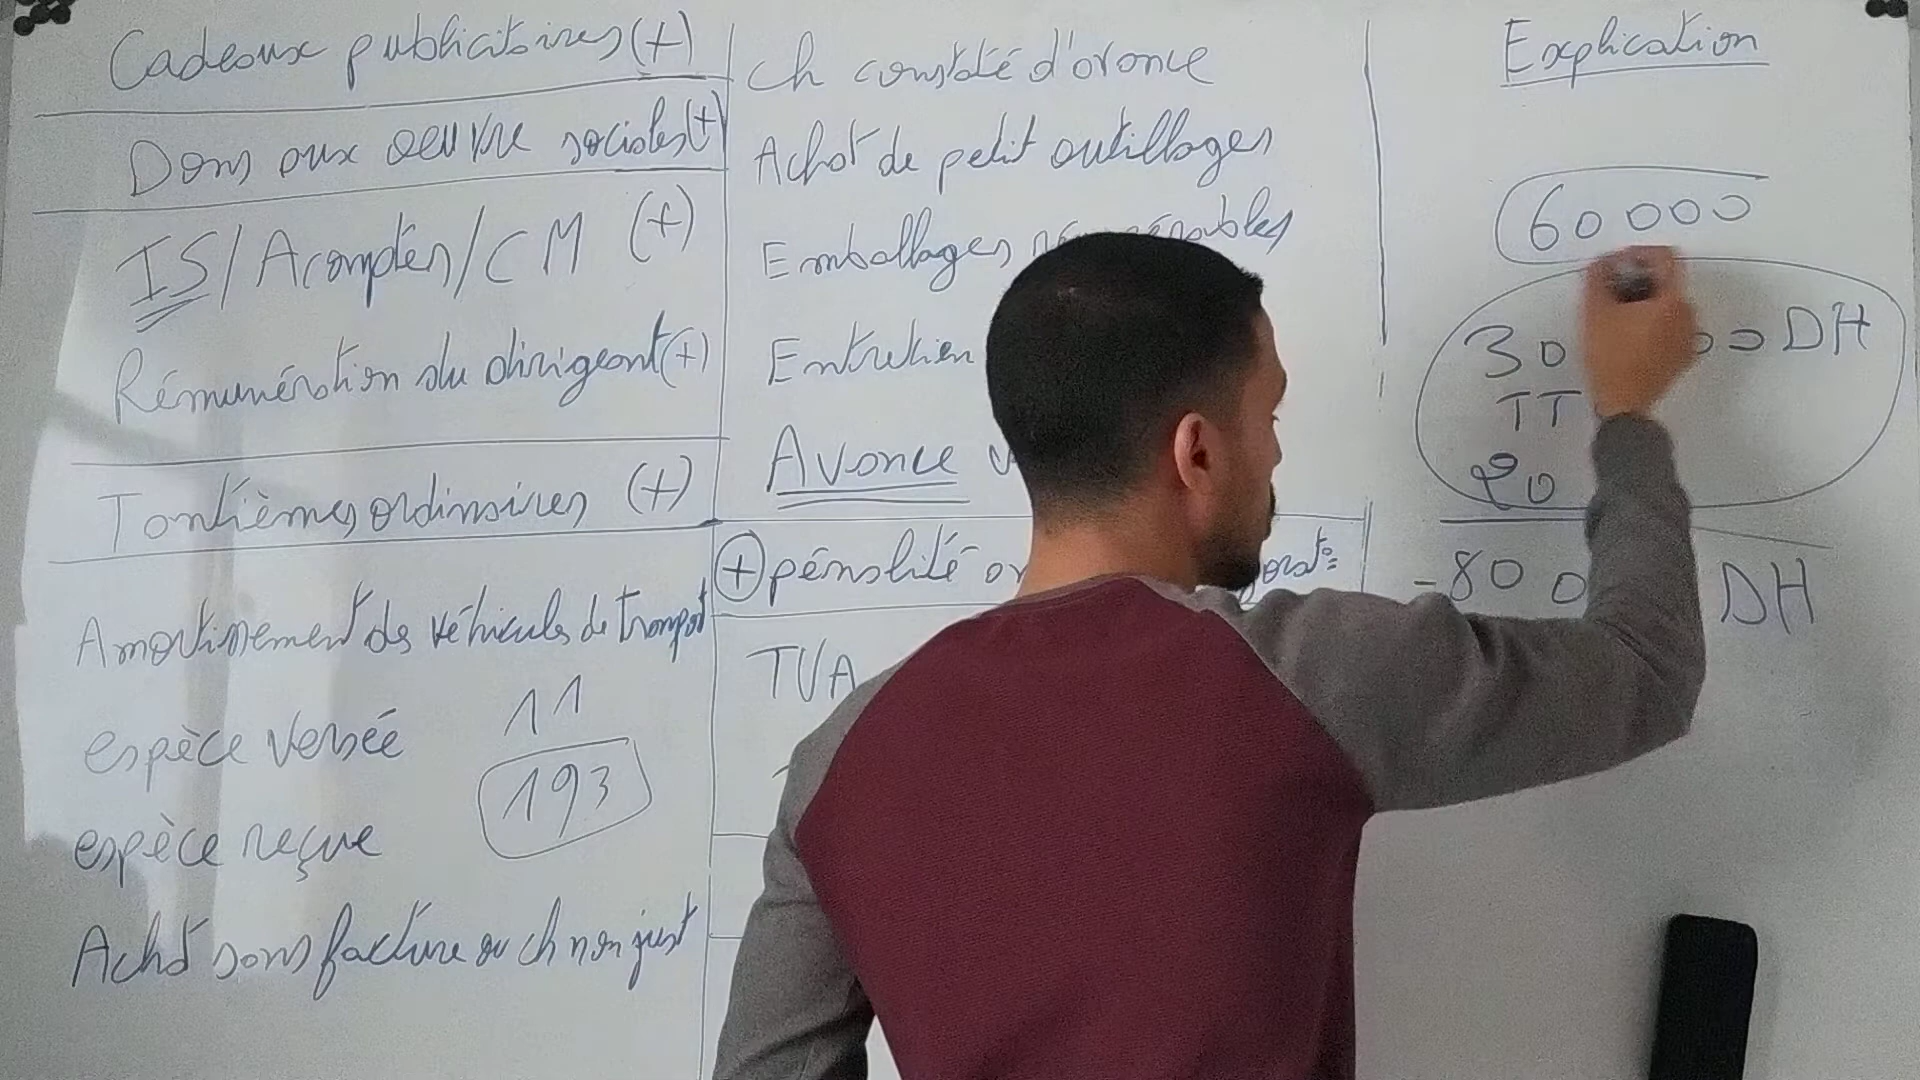 Cadeaux publicitaires (+)
Dons aux oeuvre sociales (+)
IS / Acomptes / CM (+)
Rémunération du dirigeant (+)
Tantièmes ordinaires (+)
Amortissement des véhicules de transport
espèce versée
11
193
espèce reçue
Achat sans facture ou ch non just
ch constaté d'avance
Achat de petit outillages
Emballages
Entretien
Avance
+ pénalité
TVA
Explication
60000
DH
TT
20
-80
DH